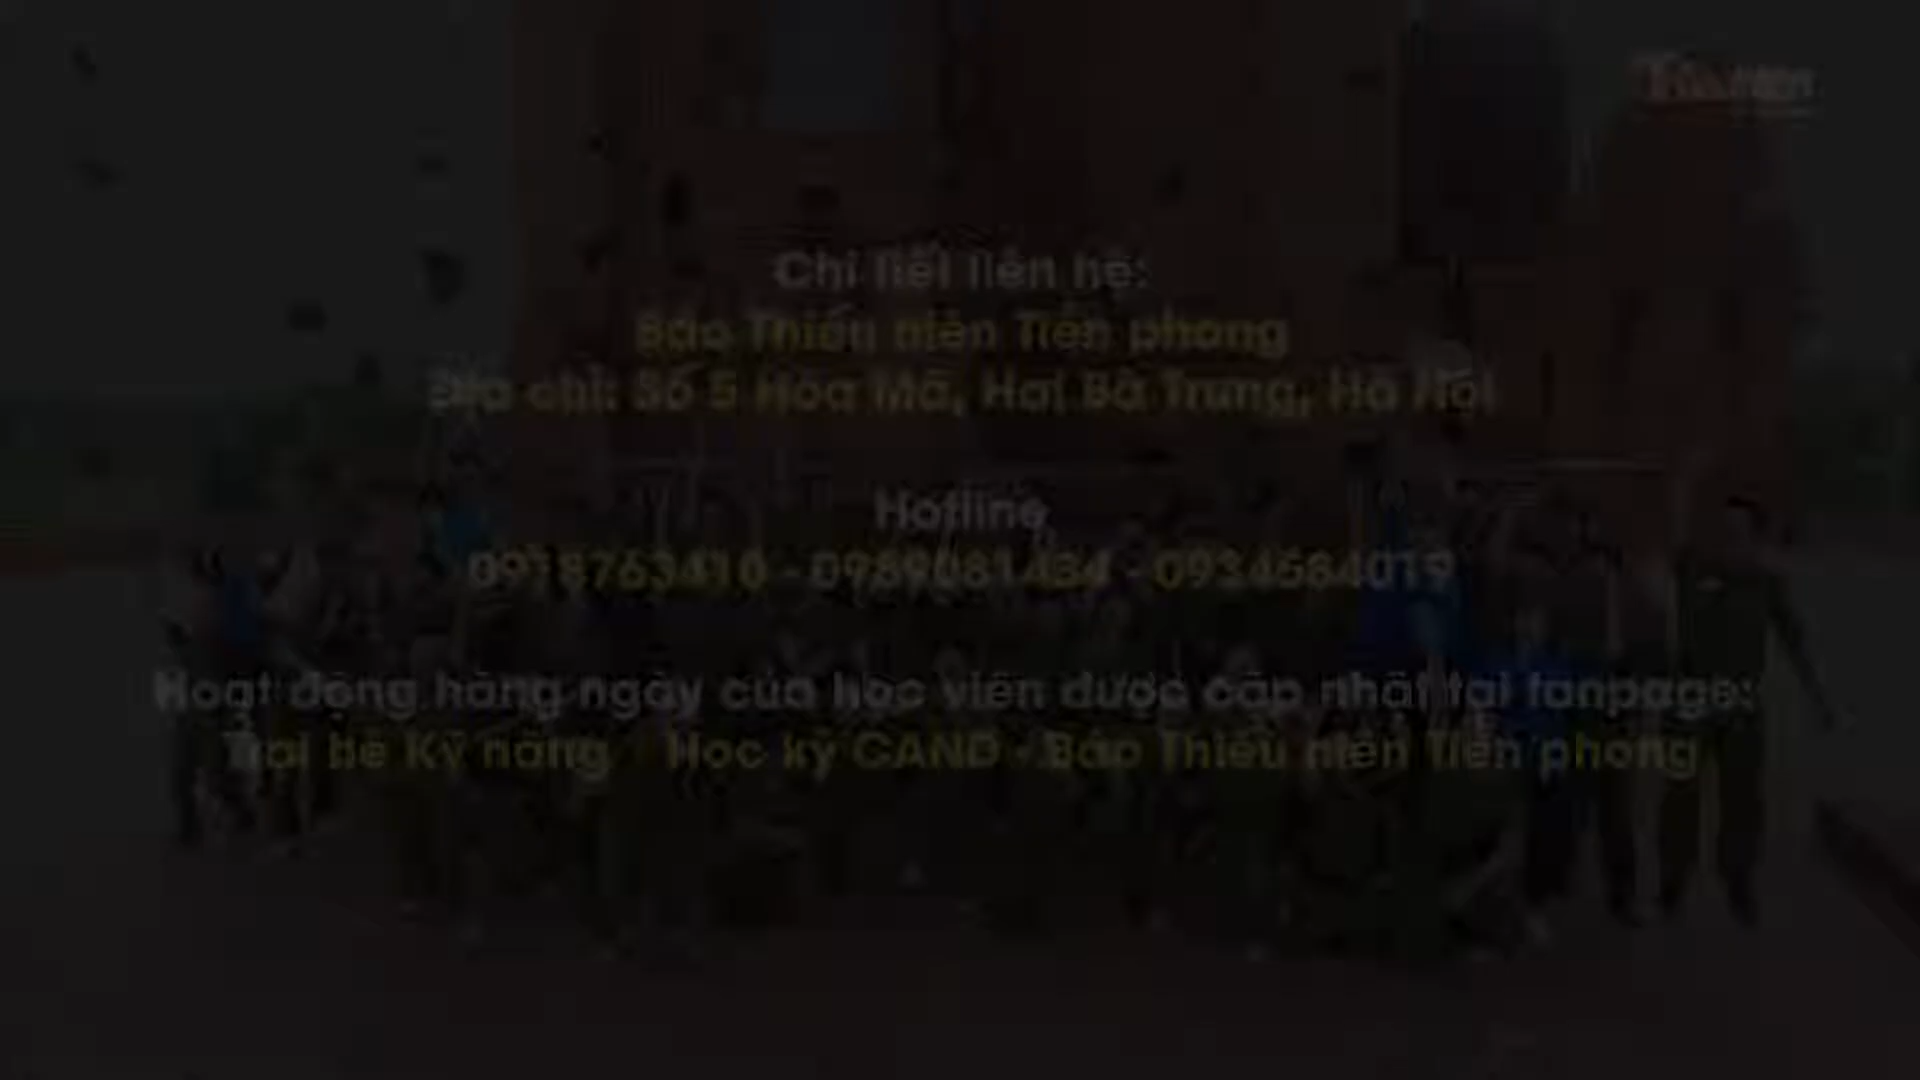 Chi tiết liên hệ:
Báo Thiếu niên Tiền phong
Địa chỉ: Số 5 Hòa Mã, Hai Bà Trưng, Hà Nội
Hotline
0918763410 - 0989081434 - 0934584019
Hoạt động hàng ngày của học viên được cập nhật tại fanpage:
Trại hè Kỹ năng Học kỳ CAND - Báo Thiếu niên Tiền phong